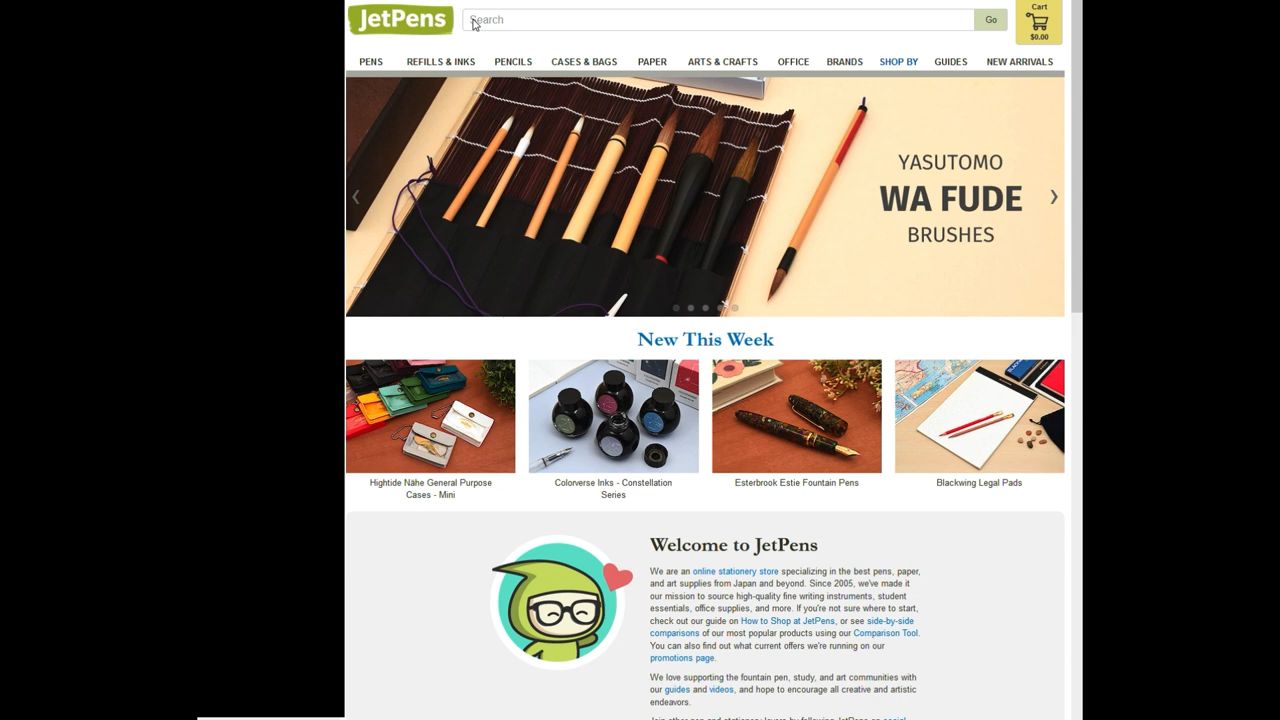 JetPens
Search
Go
Cart
$0.00
PENS
REFILLS & INKS
PENCILS
CASES & BAGS
PAPER
ARTS & CRAFTS
OFFICE
BRANDS
SHOP BY
GUIDES
NEW ARRIVALS
YASUTOMO
WA FUDE
BRUSHES
New This Week
Hightide Nähe General Purpose
Cases - Mini
Colorverse Inks - Constellation
Series
Esterbrook Estie Fountain Pens
Blackwing Legal Pads
Welcome to JetPens
We are an online stationery store specializing in the best pens, paper,
and art supplies from Japan and beyond. Since 2005, we've made it
our mission to source high-quality fine writing instruments, student
essentials, office supplies, and more. If you're not sure where to start,
check out our guide on How to Shop at JetPens, or see side-by-side
comparisons of our most popular products using our Comparison Tool.
You can also find out what current offers we're running on our
promotions page.
We love supporting the fountain pen, study, and art communities with
our guides and videos, and hope to encourage all creative and artistic
endeavors.